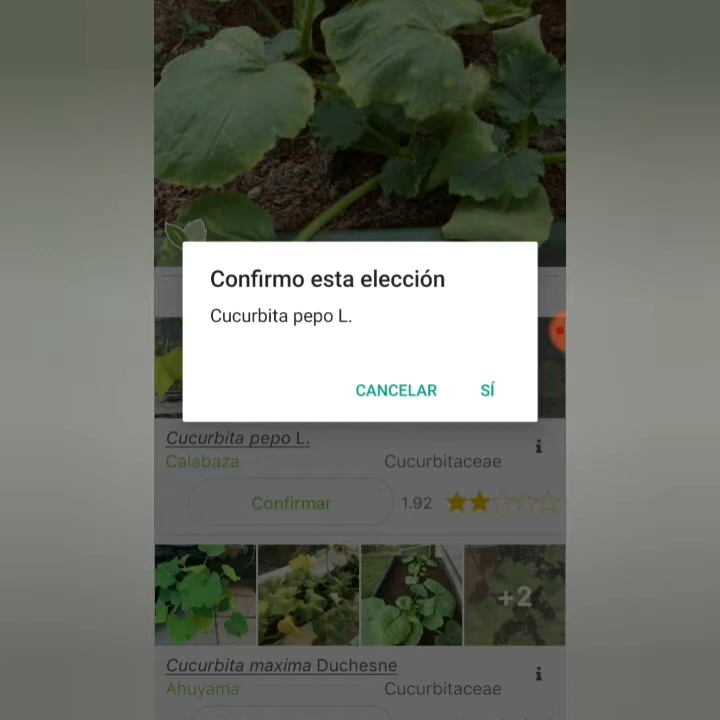 Confirmo esta elección
Cucurbita pepo L.
CANCELAR SÍ
Cucurbita pepo L.
Calabaza Cucurbitaceae
Confirmar 1.92
+2
Cucurbita maxima Duchesne
Ahuyama Cucurbitaceae